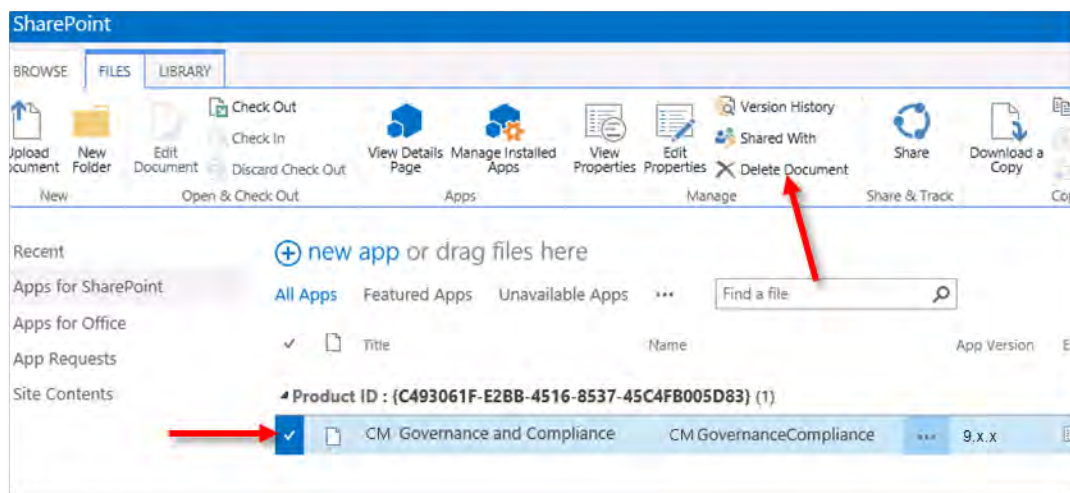 SharePoint
BROWSE FILES LIBRARY
Check Out
Check In
Discard Check Out
Upload Document
New Folder
Edit Document
View Details Page
Manage Installed Apps
View Properties
Edit Properties
Version History
Shared With
Delete Document
Share
Download a Copy
New
Open & Check Out
Apps
Manage
Share & Track
Recent
Apps for SharePoint
Apps for Office
App Requests
Site Contents
new app or drag files here
All Apps Featured Apps Unavailable Apps ••• Find a file
Title Name App Version
Product ID : {C493061F-E2BB-4516-8537-45C4FB005D83} (1)
CM Governance and Compliance CM GovernanceCompliance ••• 9.x.x